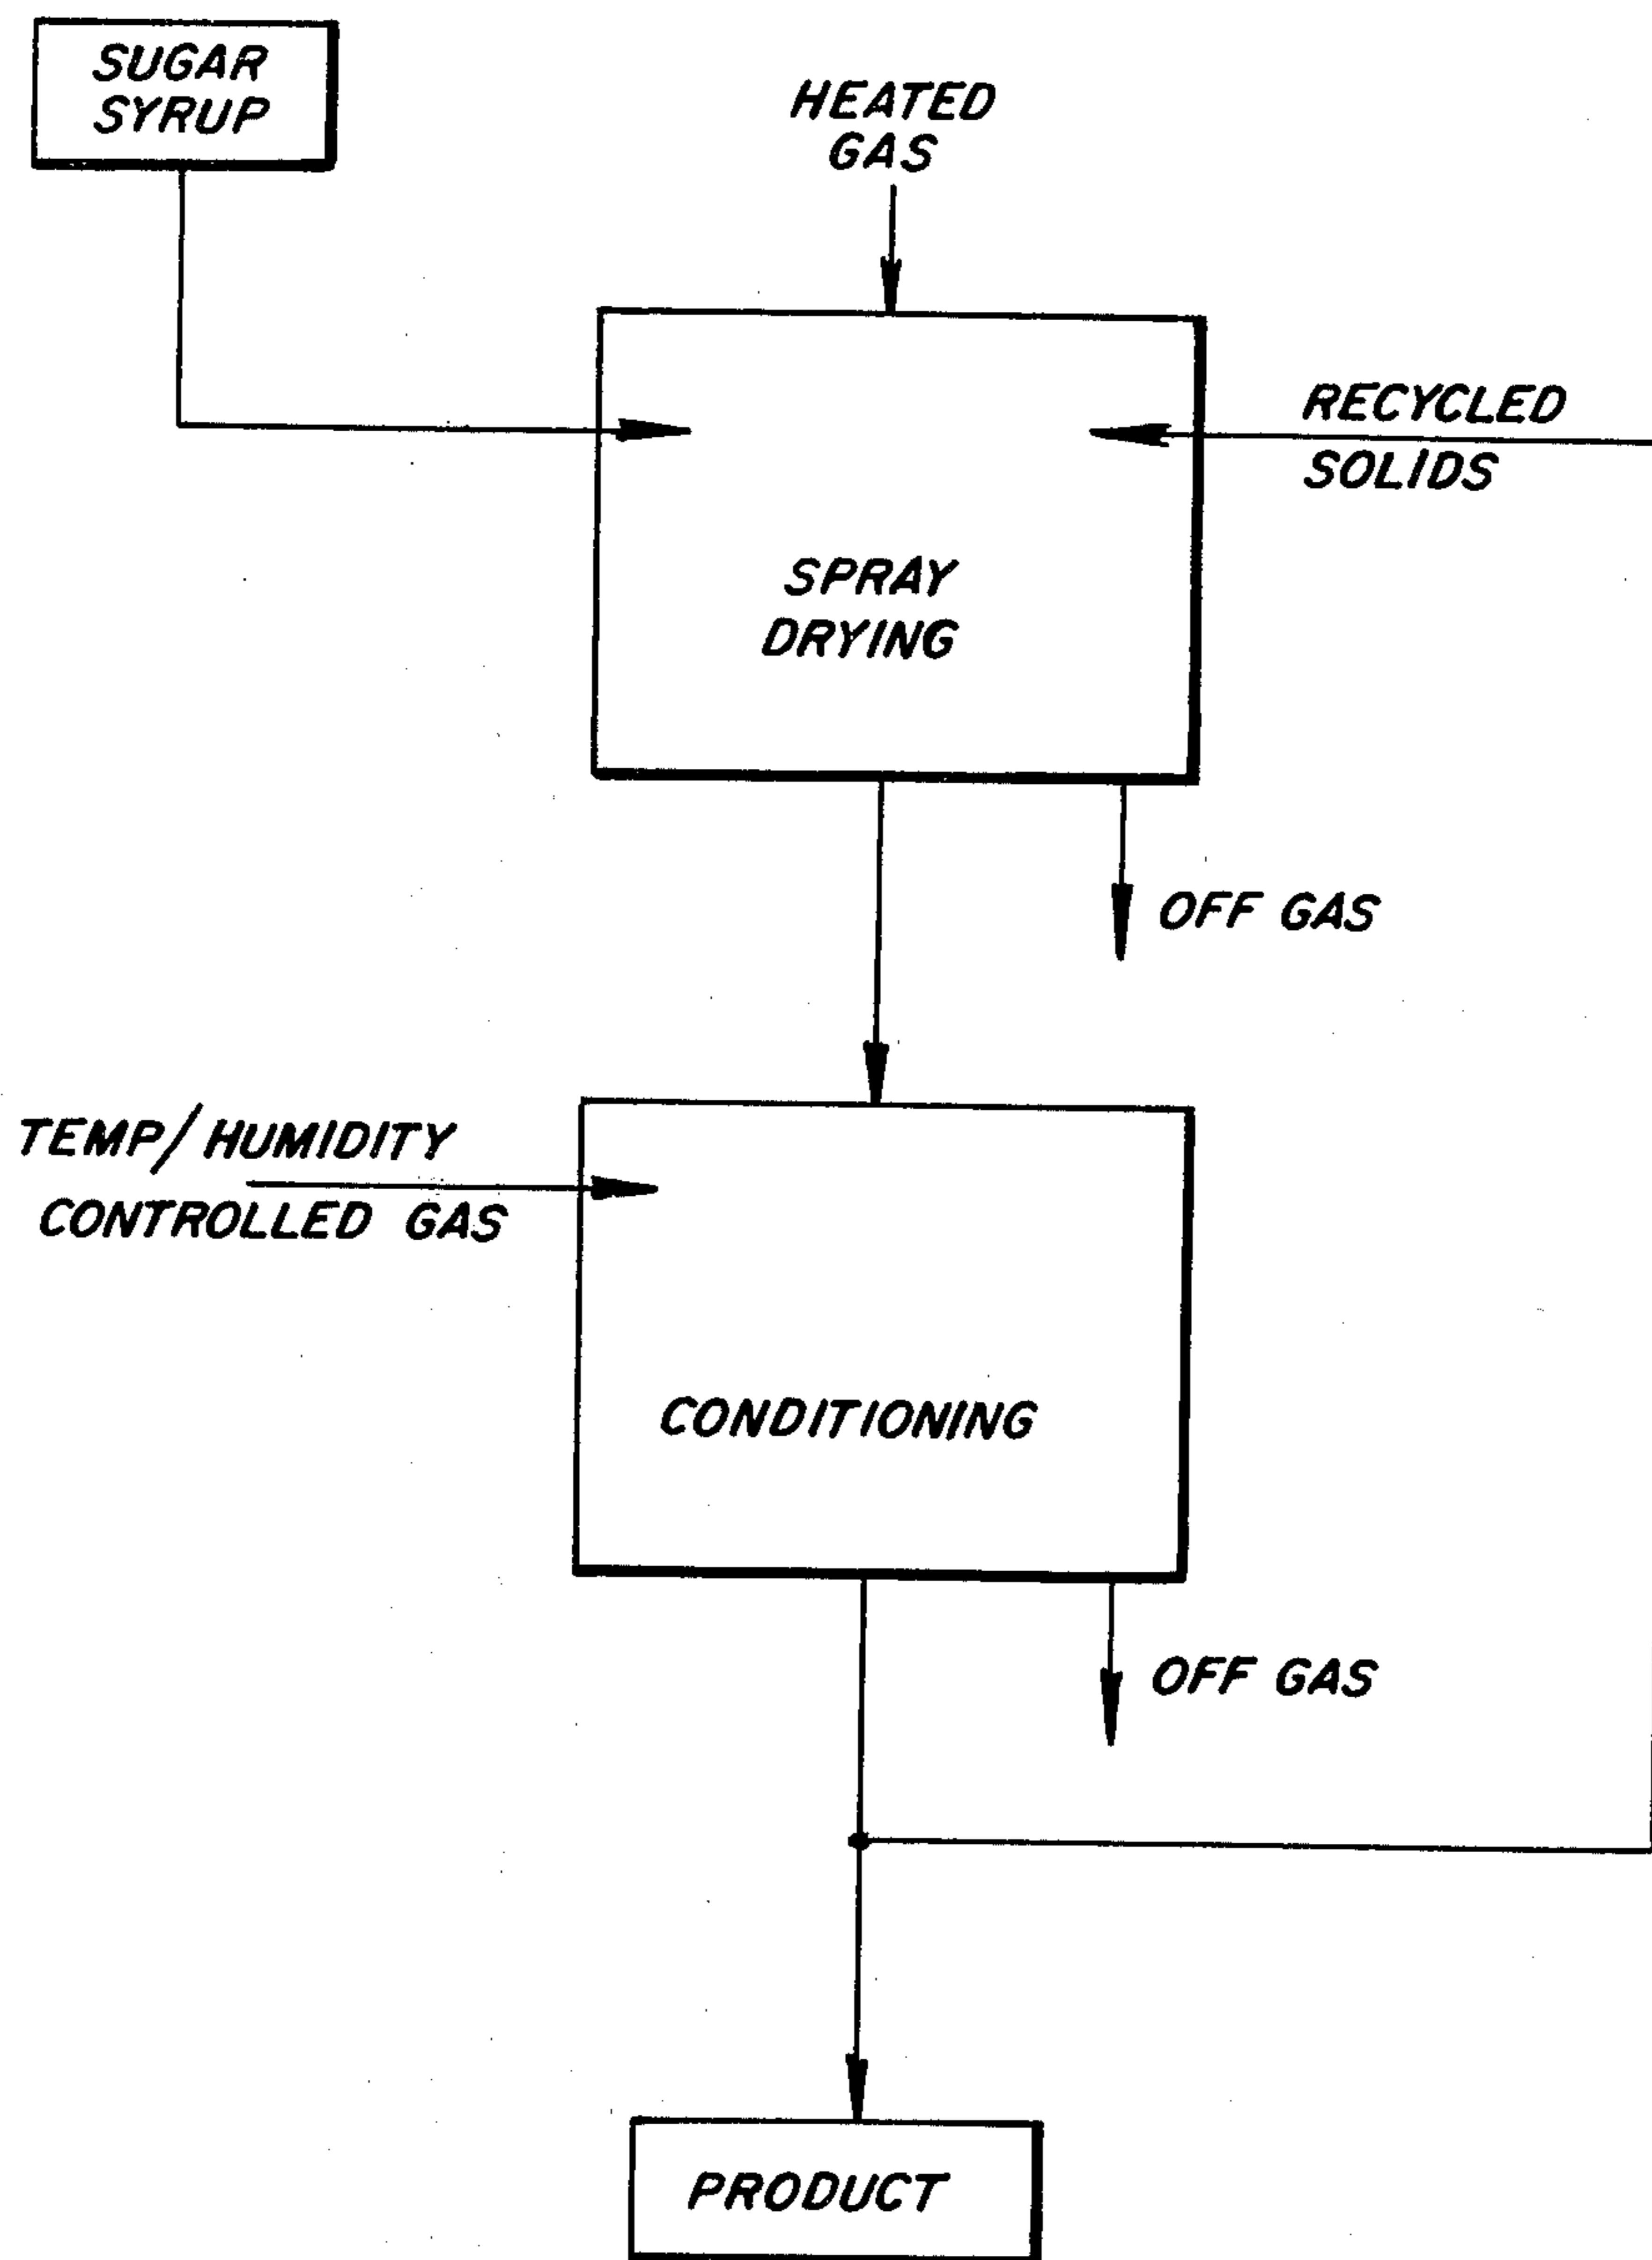 SUGAR
SYRUP
HEATED
GAS
RECYCLED
SOLIDS
SPRAY
DRYING
OFF GAS
TEMP/HUMIDITY
CONTROLLED GAS
CONDITIONING
OFF GAS
PRODUCT